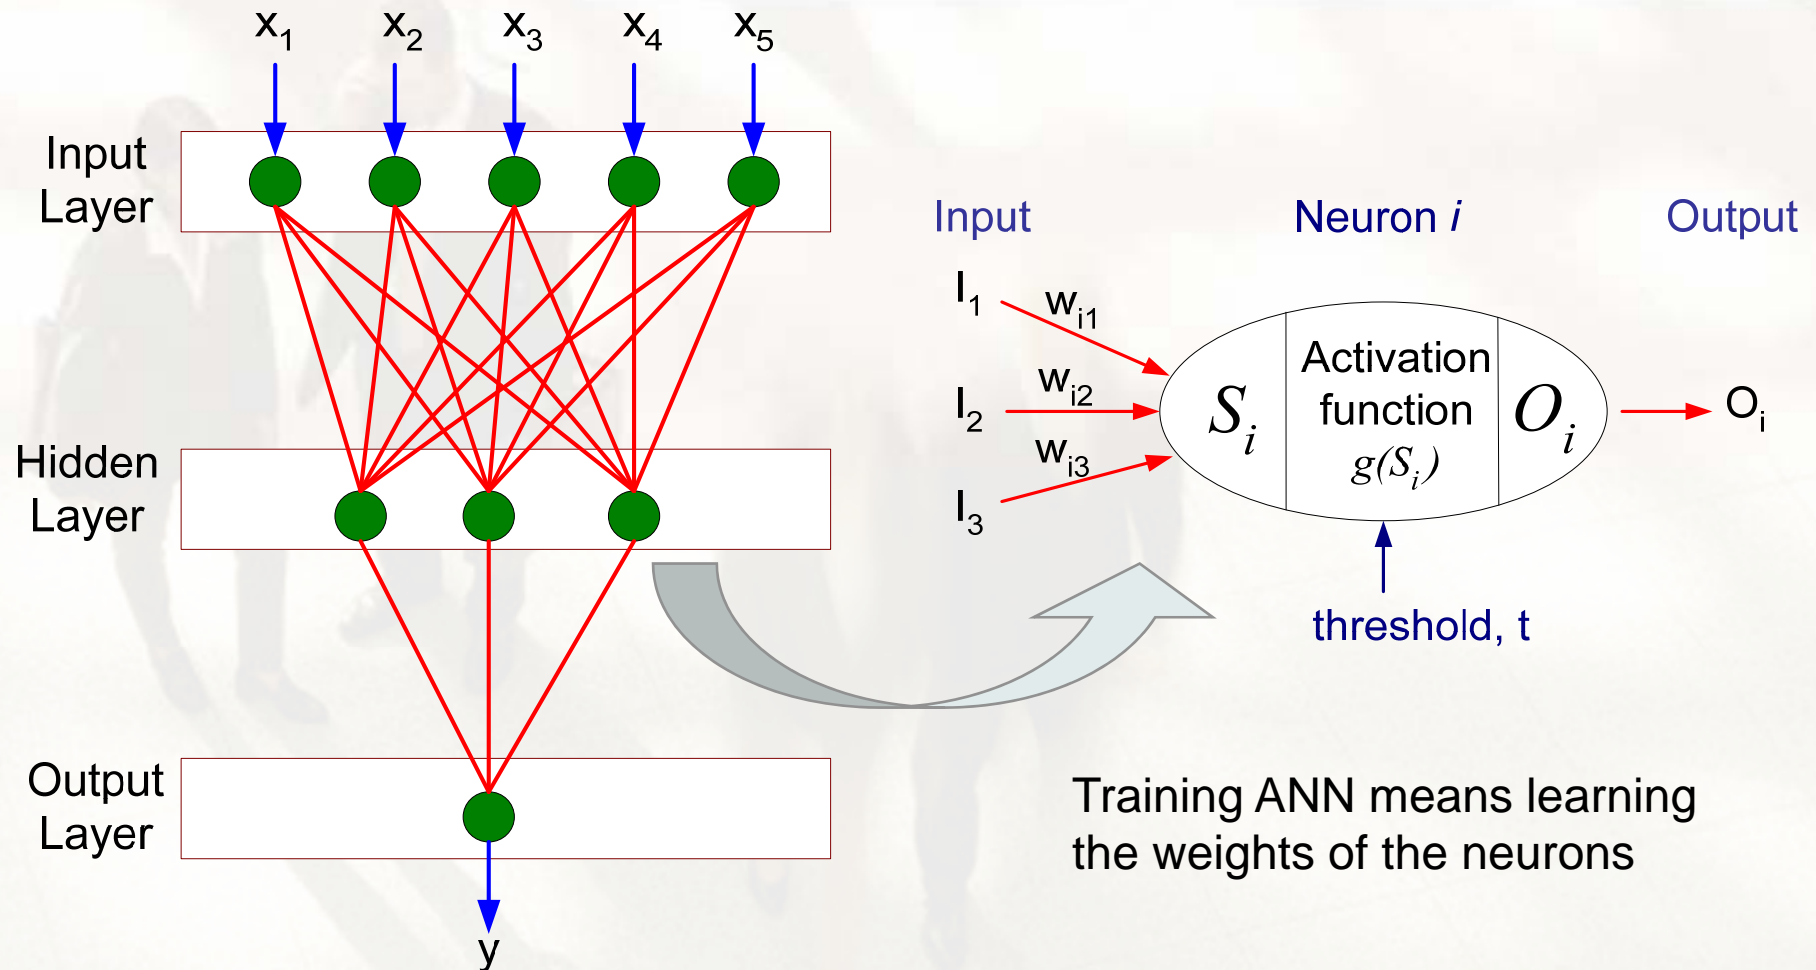 x1 x2 x3 x4 x5
Input
Layer
Hidden
Layer
Output
Layer
y
Input Neuron i Output
I1 wi1
I2 wi2
I3 wi3
Si
Activation
function
g(Si)
Oi
Oi
threshold, t
Training ANN means learning
the weights of the neurons